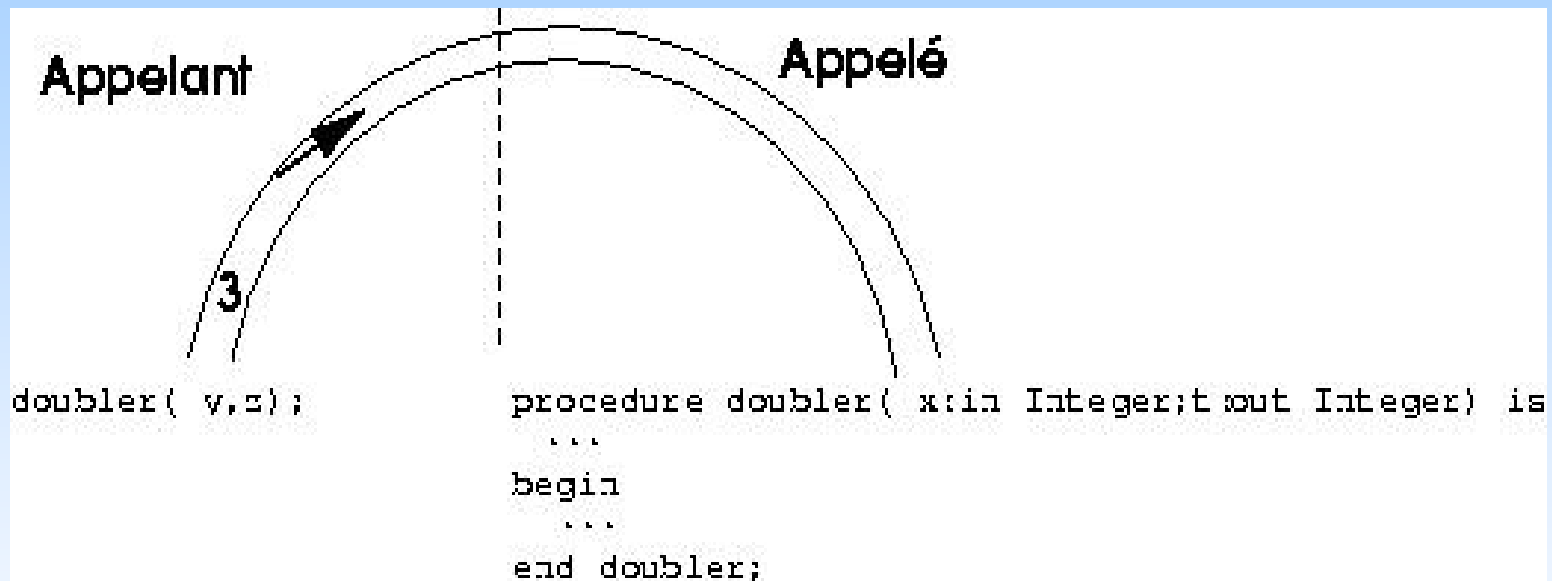 Appelant
Appelé
3
doubler( v,z);
procedure doubler( x:in Integer;t:out Integer) is
...
begin
...
end doubler;